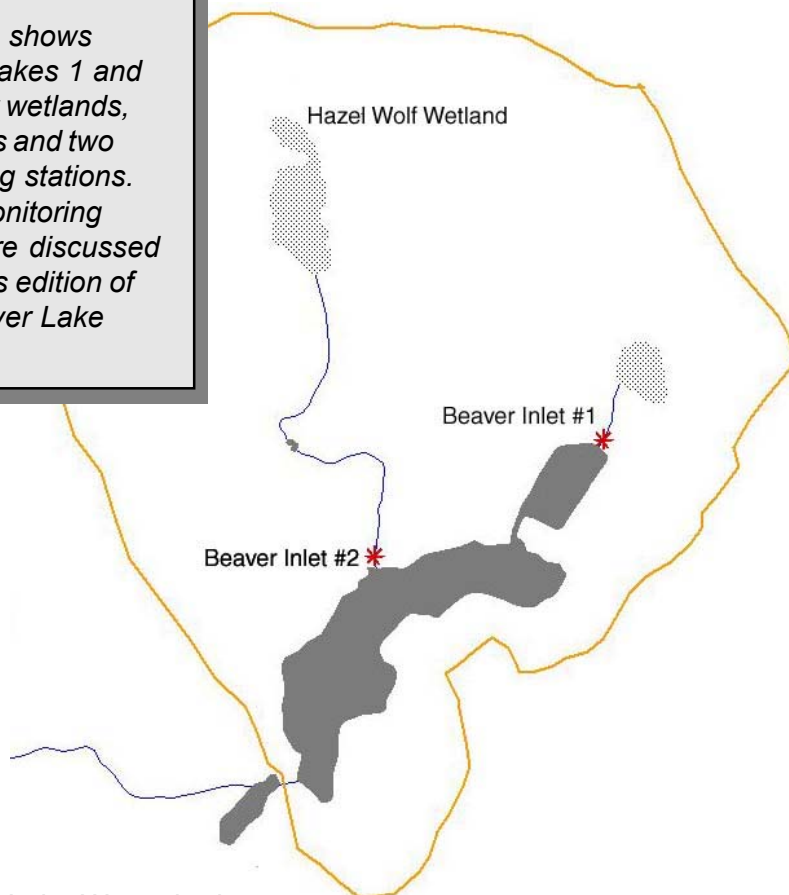 shows
akes 1 and
wetlands,
s and two
g stations.
onitoring
re discussed
s edition of
ver Lake
Hazel Wolf Wetland
Beaver Inlet #1
Beaver Inlet #2